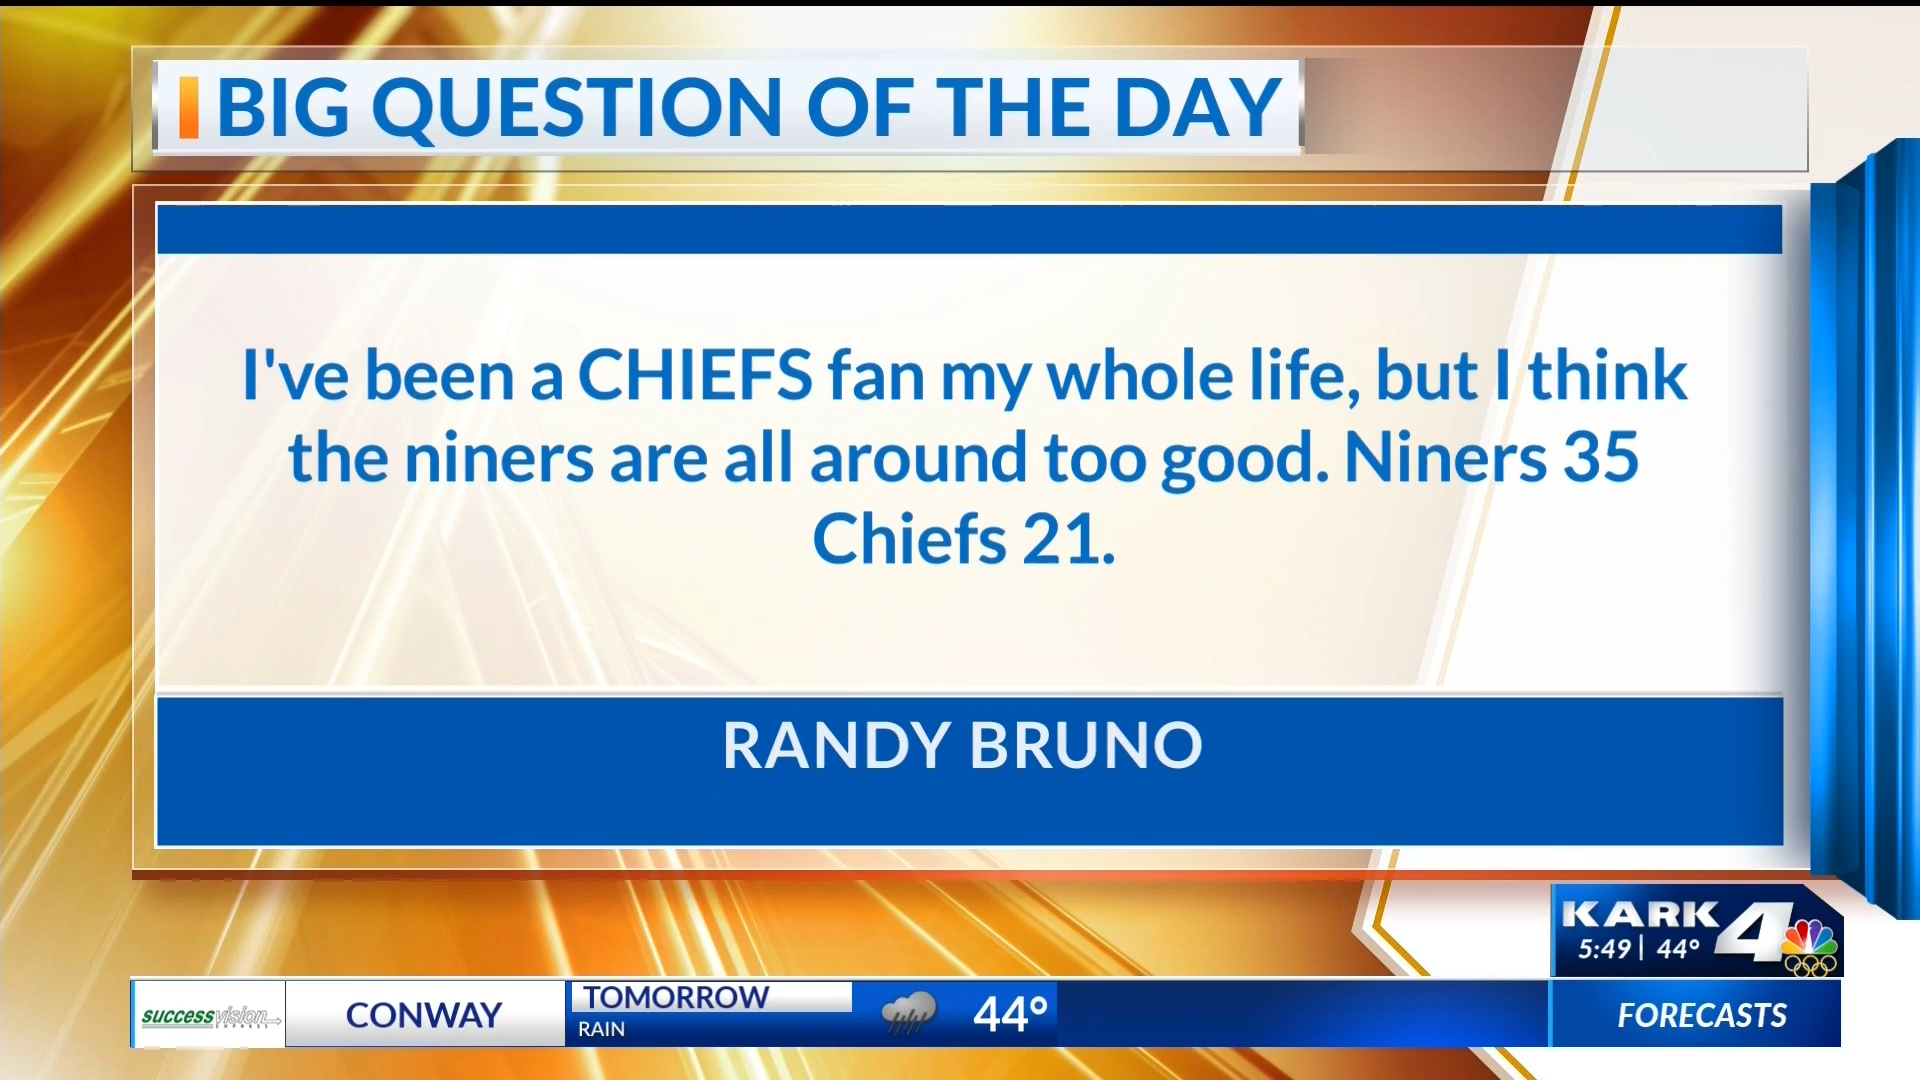 BIG QUESTION OF THE DAY
I've been a CHIEFS fan my whole life, but I think
the niners are all around too good. Niners 35
Chiefs 21.
RANDY BRUNO
KARK 4
5:49 | 44°
successvision
EXPRESS
CONWAY
TOMORROW
RAIN
44°
FORECASTS